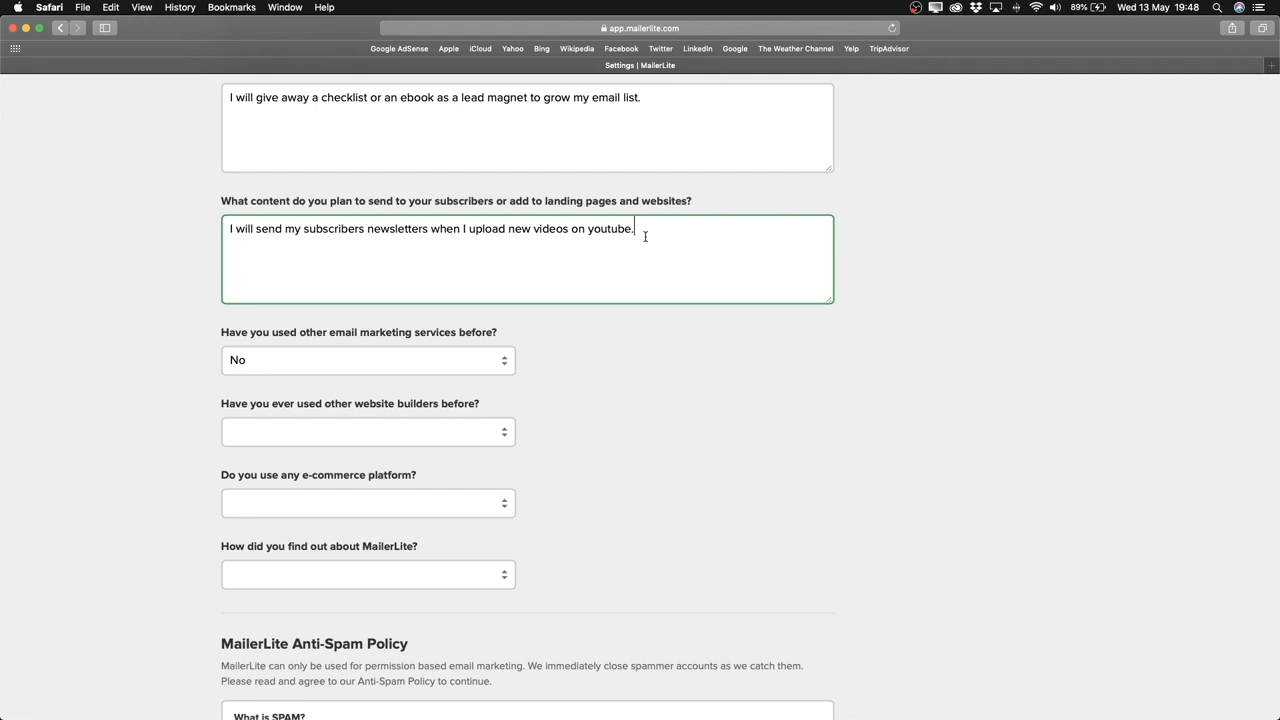 Safari File Edit View History Bookmarks Window Help 89% Wed 13 May 19:48
app.mailerlite.com
Google AdSense Apple iCloud Yahoo Bing Wikipedia Facebook Twitter LinkedIn Google The Weather Channel Yelp TripAdvisor
Settings | MailerLite
I will give away a checklist or an ebook as a lead magnet to grow my email list.
What content do you plan to send to your subscribers or add to landing pages and websites?
I will send my subscribers newsletters when I upload new videos on youtube.
Have you used other email marketing services before?
No
Have you ever used other website builders before?
Do you use any e-commerce platform?
How did you find out about MailerLite?
MailerLite Anti-Spam Policy
MailerLite can only be used for permission based email marketing. We immediately close spammer accounts as we catch them.
Please read and agree to our Anti-Spam Policy to continue.
What is SPAM?